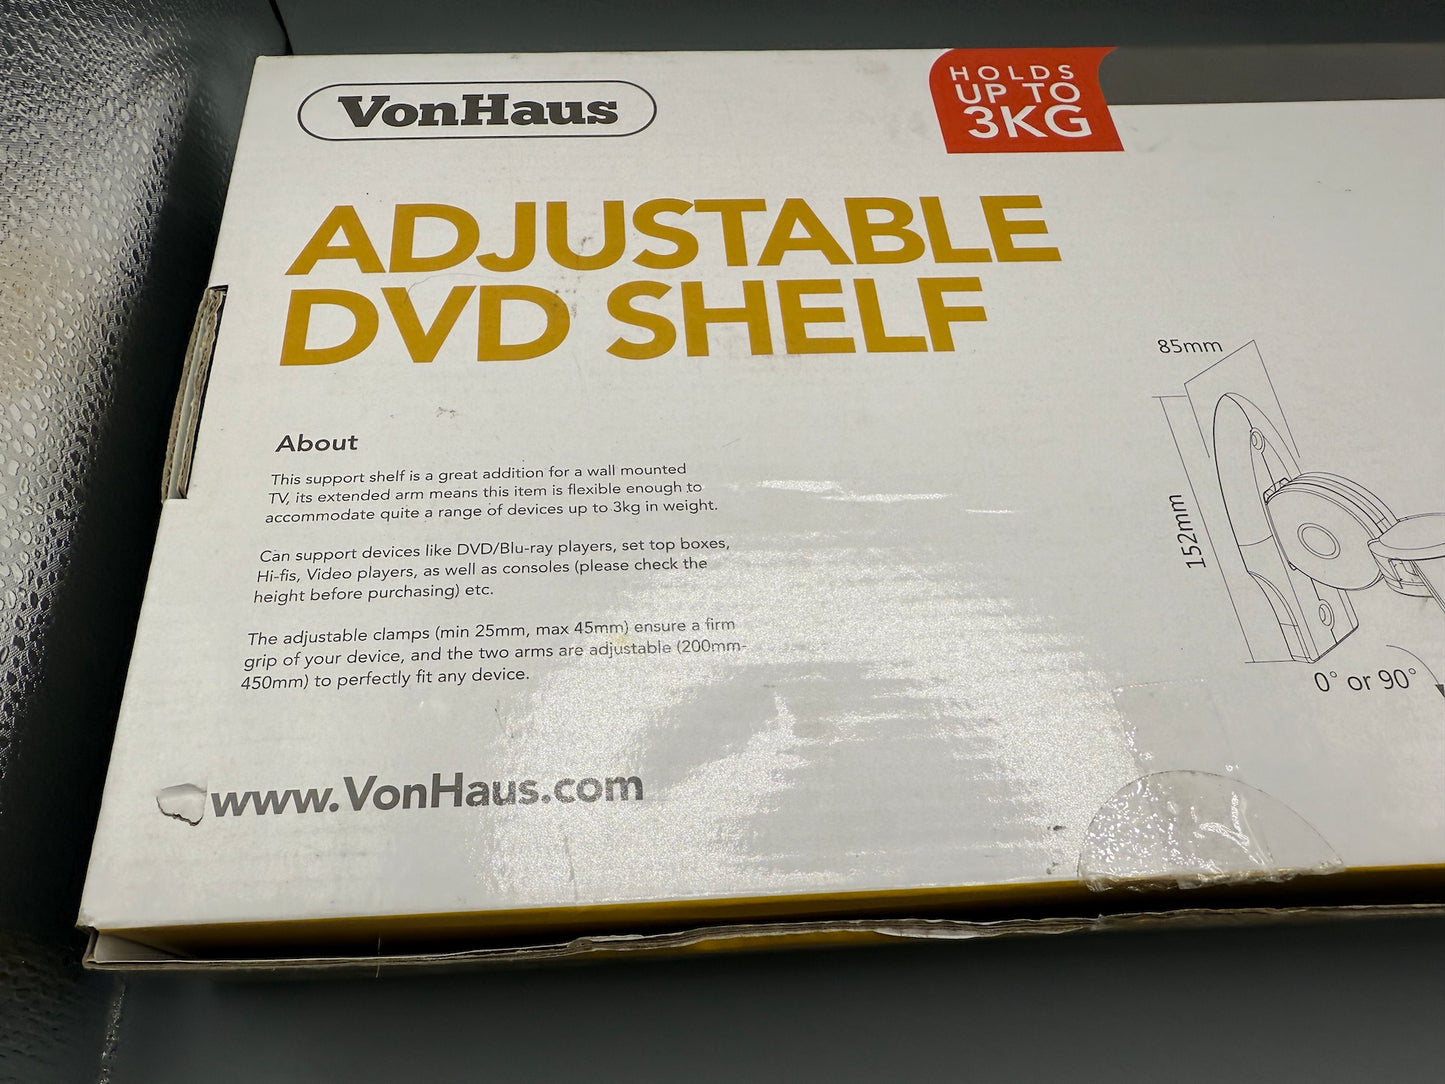 VonHaus
HOLDS
UP TO
3KG
ADJUSTABLE
DVD SHELF
About
This support shelf is a great addition for a wall mounted
TV, its extended arm means this item is flexible enough to
accommodate quite a range of devices up to 3kg in weight.
Can support devices like DVD/Blu-ray players, set top boxes,
Hi-fis, Video players, as well as consoles (please check the
height before purchasing) etc.
The adjustable clamps (min 25mm, max 45mm) ensure a firm
grip of your device, and the two arms are adjustable (200mm-
450mm) to perfectly fit any device.
www.VonHaus.com
85mm
152mm
0° or 90°